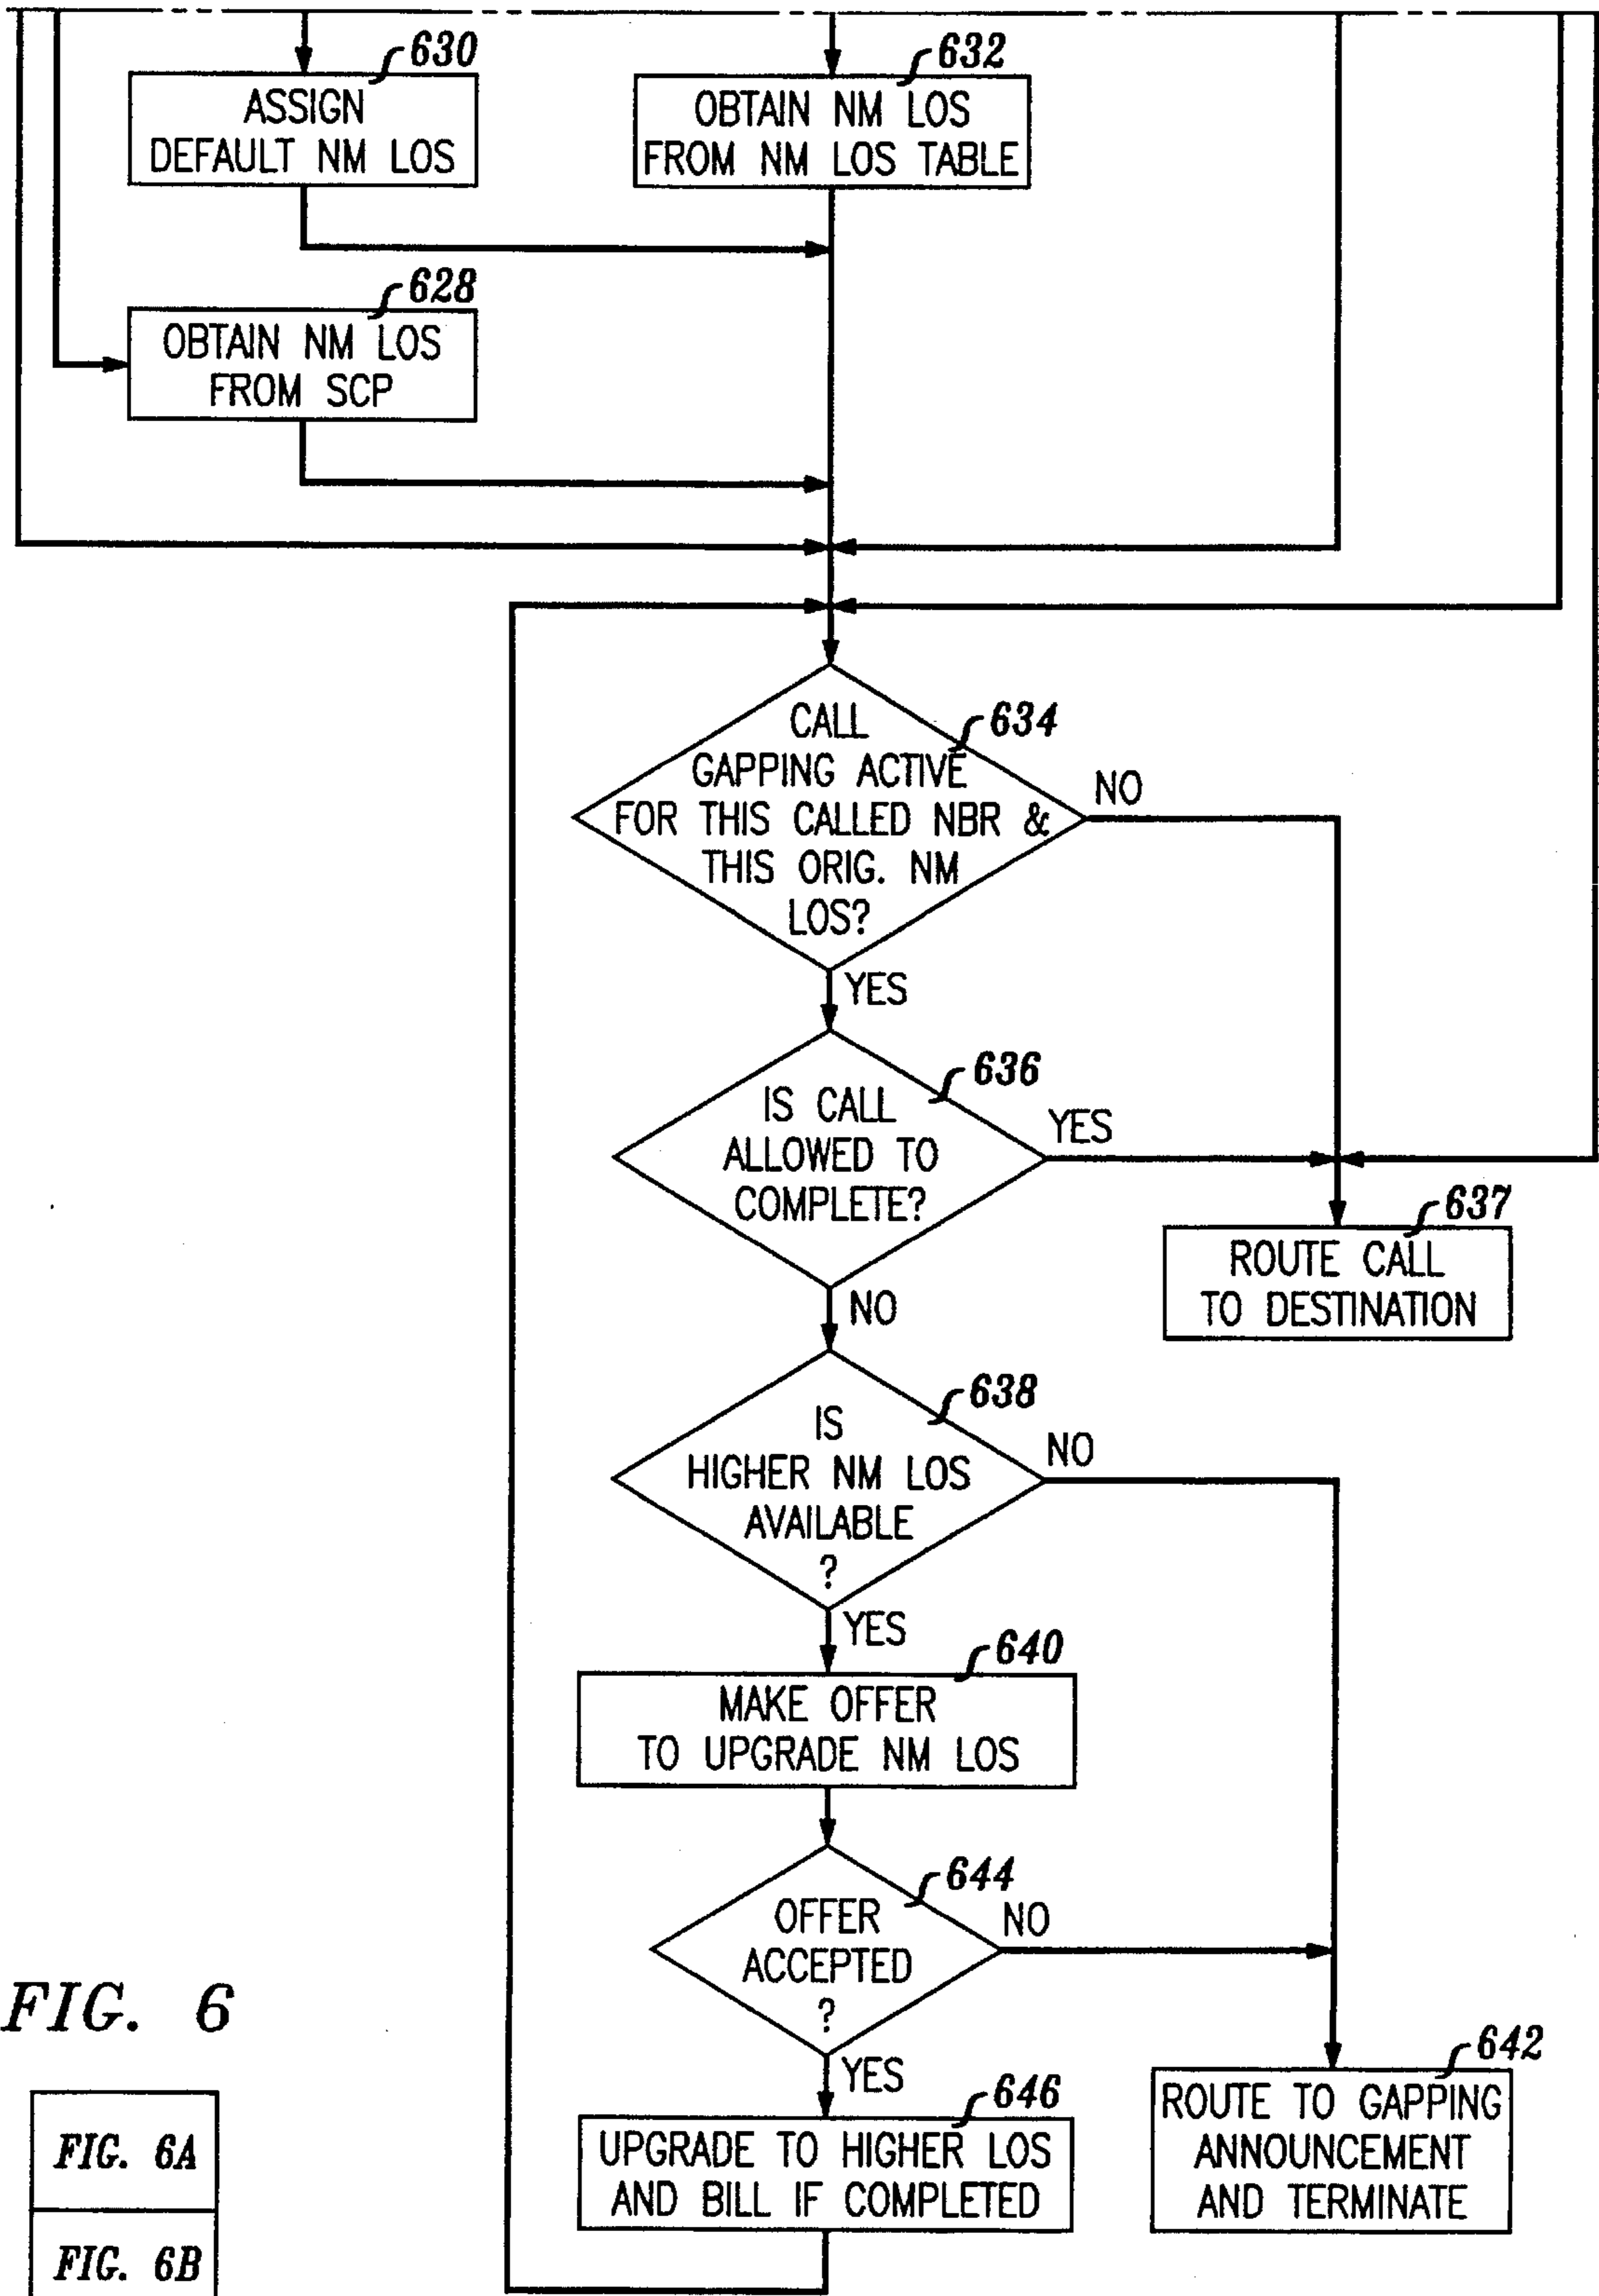 630
ASSIGN
DEFAULT NM LOS
632
OBTAIN NM LOS
FROM NM LOS TABLE
628
OBTAIN NM LOS
FROM SCP
634
CALL
GAPPING ACTIVE
FOR THIS CALLED NBR &
THIS ORIG. NM
LOS?
NO
YES
636
IS CALL
ALLOWED TO
COMPLETE?
YES
NO
637
ROUTE CALL
TO DESTINATION
638
IS
HIGHER NM LOS
AVAILABLE
?
NO
YES
640
MAKE OFFER
TO UPGRADE NM LOS
644
OFFER
ACCEPTED
?
NO
YES
646
UPGRADE TO HIGHER LOS
AND BILL IF COMPLETED
642
ROUTE TO GAPPING
ANNOUNCEMENT
AND TERMINATE
FIG. 6
FIG. 6A
FIG. 6B